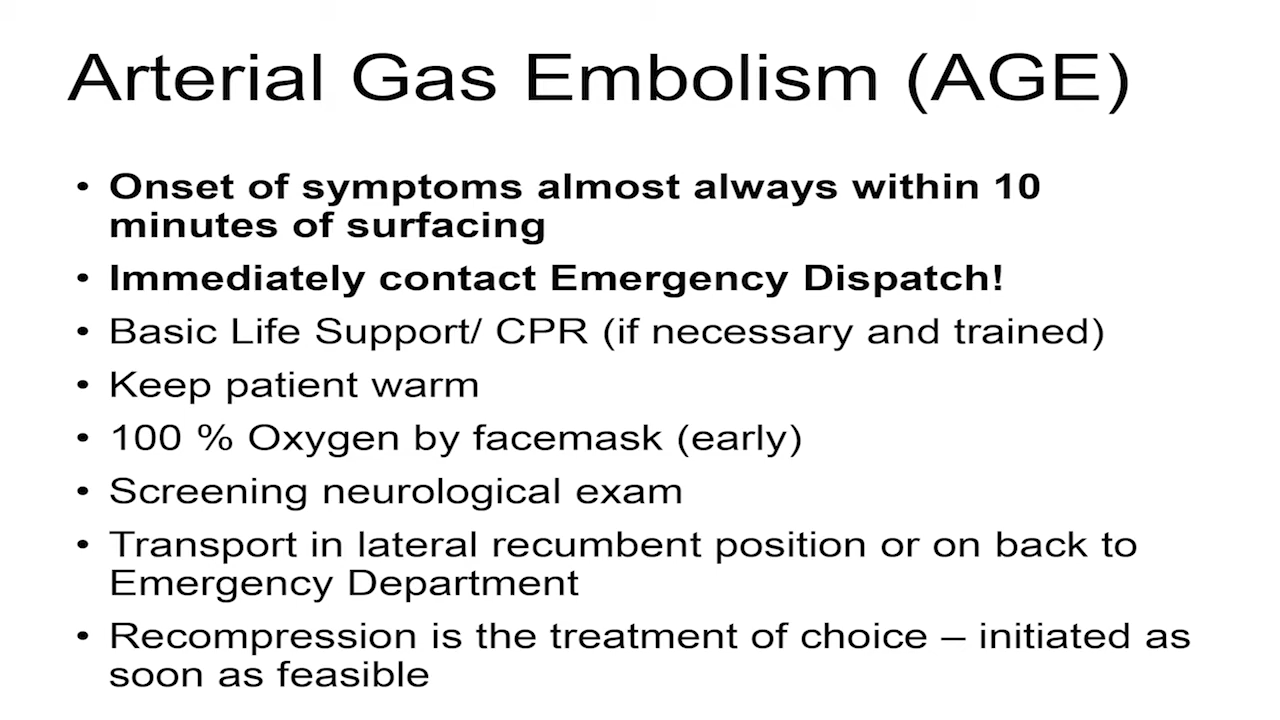 Arterial Gas Embolism (AGE)
• Onset of symptoms almost always within 10
minutes of surfacing
• Immediately contact Emergency Dispatch!
• Basic Life Support/ CPR (if necessary and trained)
• Keep patient warm
• 100 % Oxygen by facemask (early)
• Screening neurological exam
• Transport in lateral recumbent position or on back to
Emergency Department
• Recompression is the treatment of choice – initiated as
soon as feasible